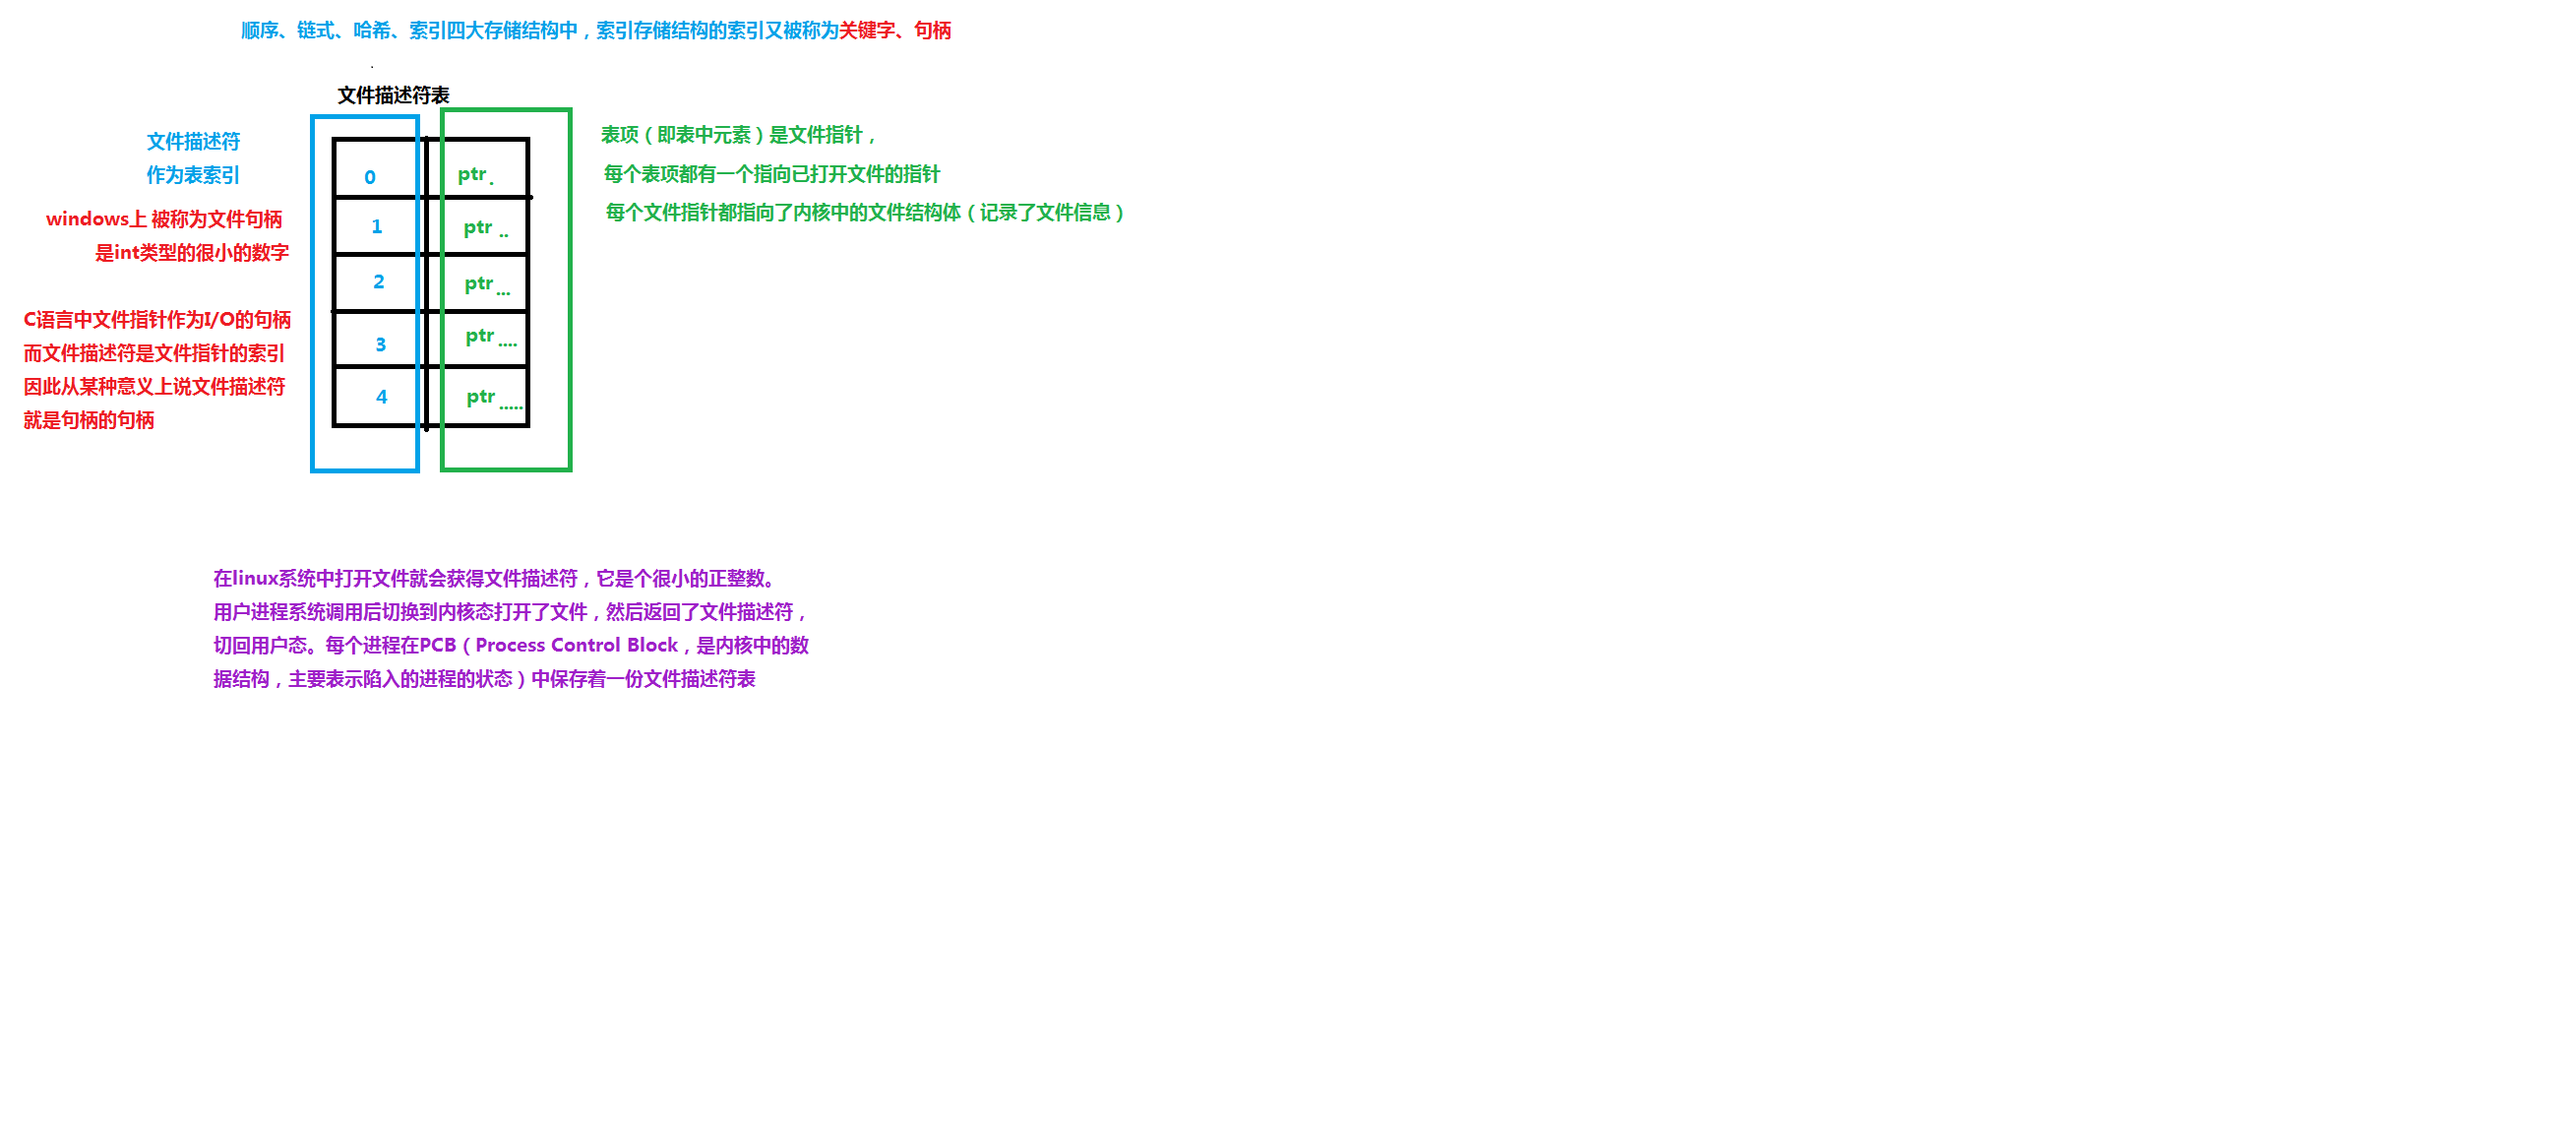 顺序、链式、哈希、索引四大存储结构中，索引存储结构的索引又被称为关键字、句柄
文件描述符表
文件描述符
作为表索引
windows上 被称为文件句柄
是int类型的很小的数字
C语言中文件指针作为I/O的句柄
而文件描述符是文件指针的索引
因此从某种意义上说文件描述符
就是句柄的句柄
0 ptr .
1 ptr ..
2 ptr ...
3 ptr ....
4 ptr .....
表项（即表中元素）是文件指针，
每个表项都有一个指向已打开文件的指针
每个文件指针都指向了内核中的文件结构体（记录了文件信息）
在linux系统中打开文件就会获得文件描述符，它是个很小的正整数。
用户进程系统调用后切换到内核态打开了文件，然后返回了文件描述符，
切回用户态。每个进程在PCB（Process Control Block，是内核中的数
据结构，主要表示陷入的进程的状态）中保存着一份文件描述符表